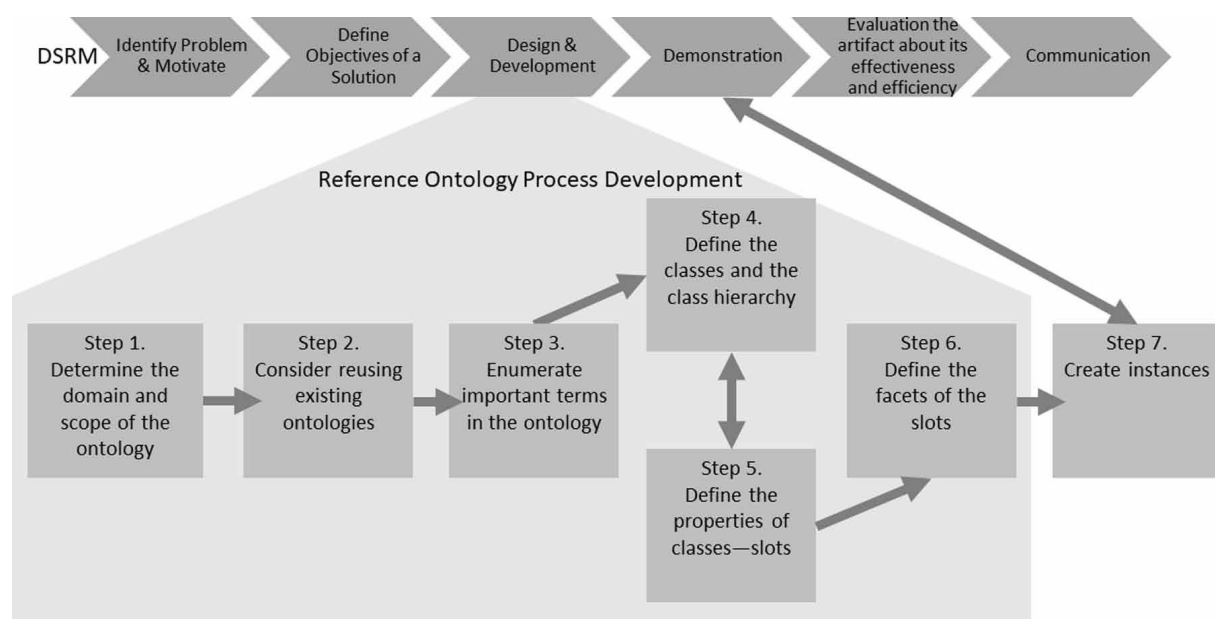 DSRM
Identify Problem
& Motivate
Define
Objectives of a
Solution
Design &
Development
Demonstration
Evaluation the
artifact about its
effectiveness
and efficiency
Communication
Reference Ontology Process Development
Step 1.
Determine the
domain and
scope of the
ontology
Step 2.
Consider reusing
existing
ontologies
Step 3.
Enumerate
important terms
in the ontology
Step 4.
Define the
classes and the
class hierarchy
Step 5.
Define the
properties of
classes—slots
Step 6.
Define the
facets of the
slots
Step 7.
Create instances